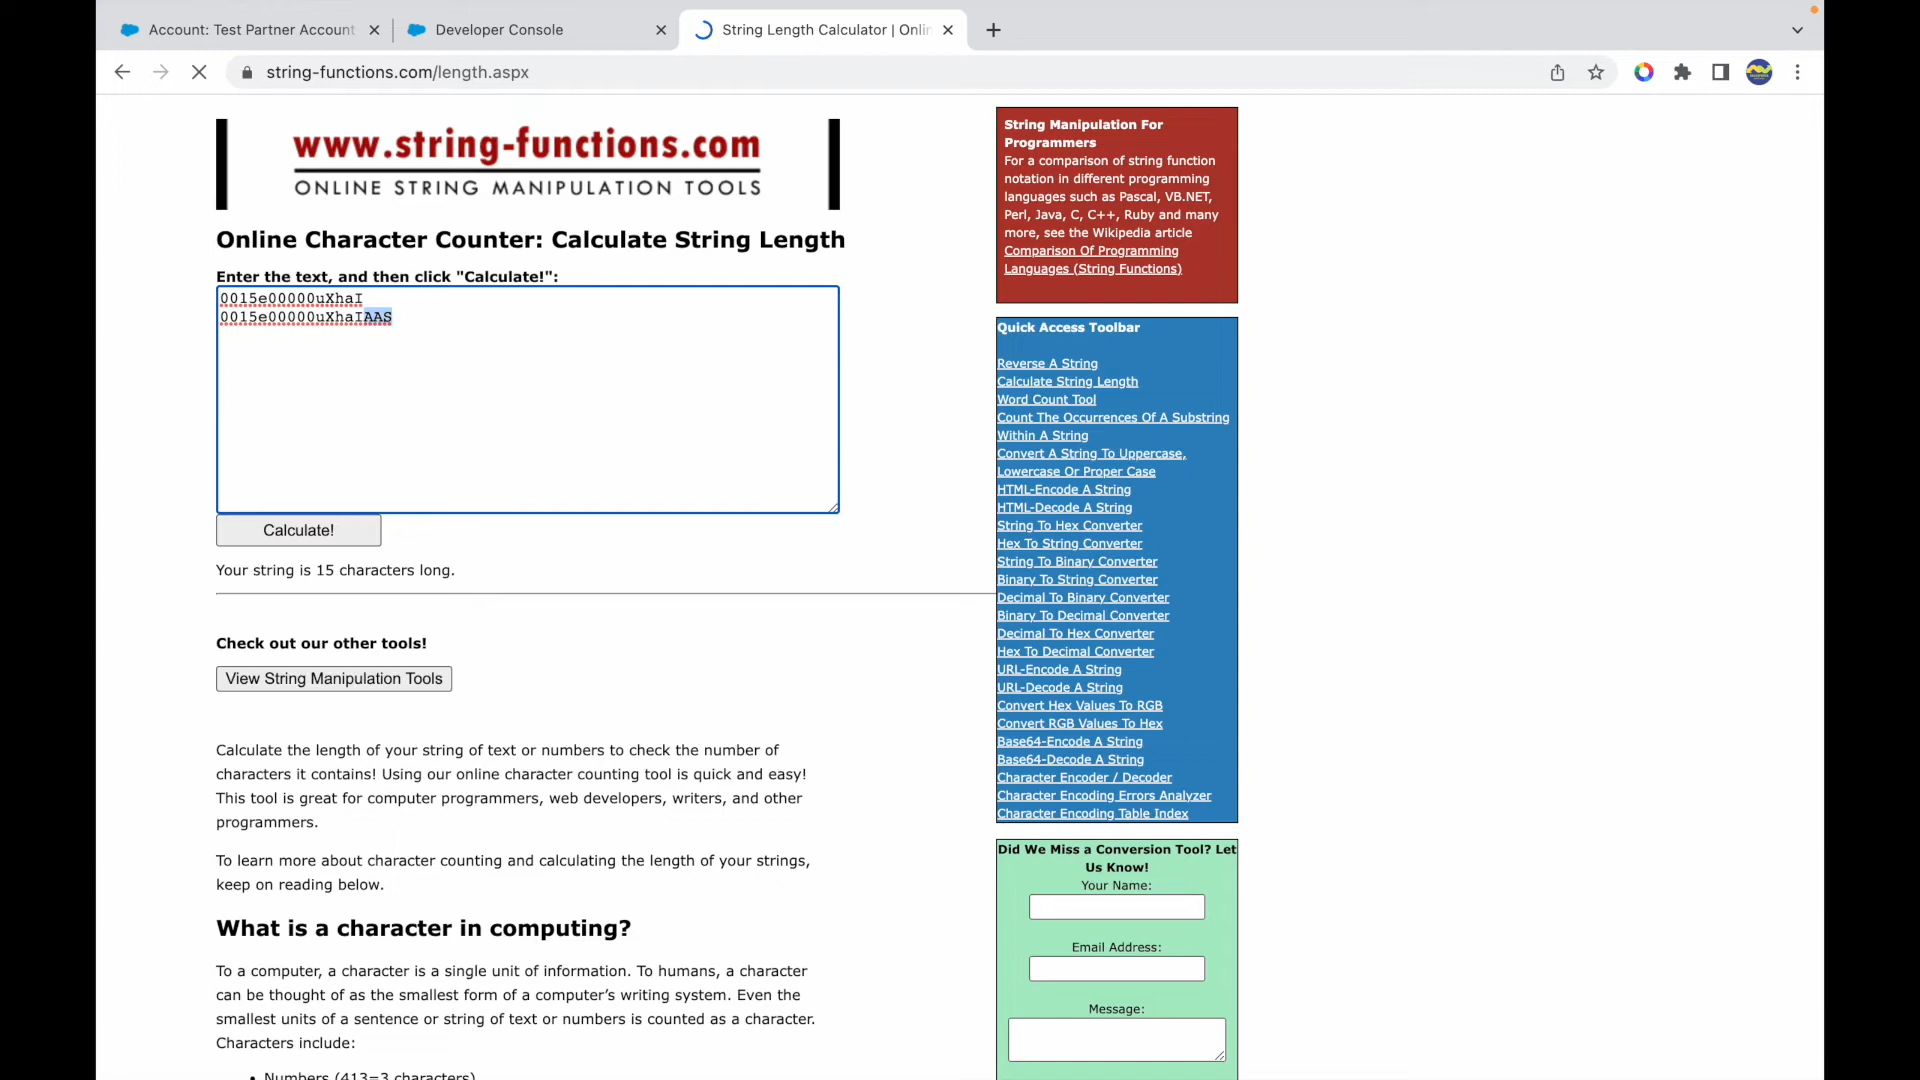 Account: Test Partner Account
Developer Console
String Length Calculator | Onlin
string-functions.com/length.aspx
www.string-functions.com
ONLINE STRING MANIPULATION TOOLS
Online Character Counter: Calculate String Length
Enter the text, and then click "Calculate!":
0015e00000uXhaI
0015e00000uXhaIAAS
Calculate!
Your string is 15 characters long.
Check out our other tools!
View String Manipulation Tools
Calculate the length of your string of text or numbers to check the number of
characters it contains! Using our online character counting tool is quick and easy!
This tool is great for computer programmers, web developers, writers, and other
programmers.
To learn more about character counting and calculating the length of your strings,
keep on reading below.
What is a character in computing?
To a computer, a character is a single unit of information. To humans, a character
can be thought of as the smallest form of a computer’s writing system. Even the
smallest units of a sentence or string of text or numbers is counted as a character.
Characters include:
• Numbers (413=3 characters)
String Manipulation For
Programmers
For a comparison of string function
notation in different programming
languages such as Pascal, VB.NET,
Perl, Java, C, C++, Ruby and many
more, see the Wikipedia article
Comparison Of Programming
Languages (String Functions)
Quick Access Toolbar
Reverse A String
Calculate String Length
Word Count Tool
Count The Occurrences Of A Substring
Within A String
Convert A String To Uppercase,
Lowercase Or Proper Case
HTML-Encode A String
HTML-Decode A String
String To Hex Converter
Hex To String Converter
String To Binary Converter
Binary To String Converter
Decimal To Binary Converter
Binary To Decimal Converter
Decimal To Hex Converter
Hex To Decimal Converter
URL-Encode A String
URL-Decode A String
Convert Hex Values To RGB
Convert RGB Values To Hex
Base64-Encode A String
Base64-Decode A String
Character Encoder / Decoder
Character Encoding Errors Analyzer
Character Encoding Table Index
Did We Miss a Conversion Tool? Let
Us Know!
Your Name:
Email Address:
Message: